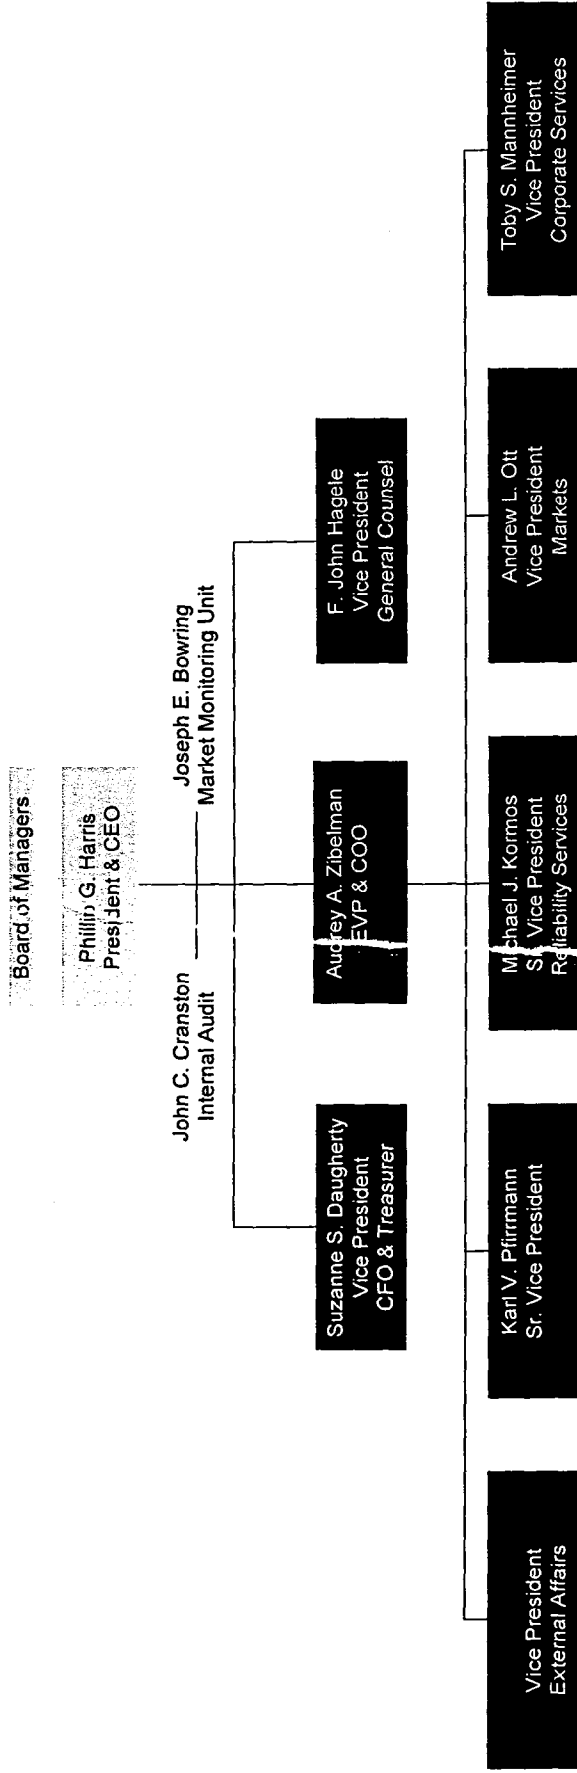 Board of Managers
Phillip G. Harris
President & CEO
John C. Cranston
Internal Audit
Joseph E. Bowring
Market Monitoring Unit
Suzanne S. Daugherty
Vice President
CFO & Treasurer
Audrey A. Zibelman
EVP & COO
F. John Hagele
Vice President
General Counsel
Vice President
External Affairs
Karl V. Pfirrmann
Sr. Vice President
Michael J. Kormos
Sr. Vice President
Reliability Services
Andrew L. Ott
Vice President
Markets
Toby S. Mannheimer
Vice President
Corporate Services